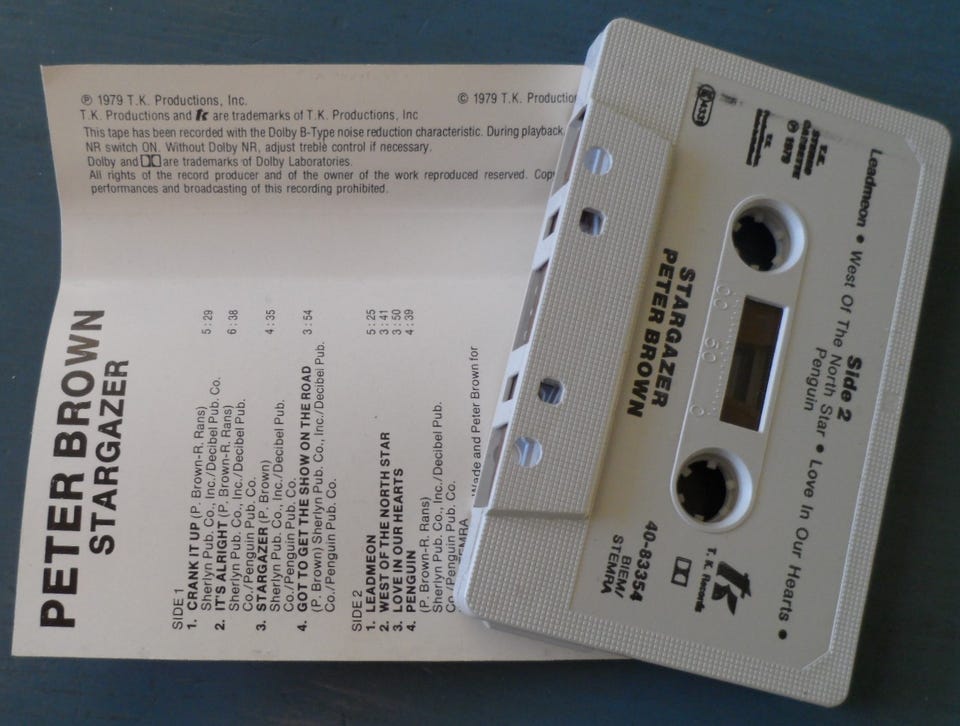 ℗ 1979 T.K. Productions, Inc.
© 1979 T.K.
T.K. Productions and TK are trademarks of T.K. Productions, Inc
This tape has been recorded with the Dolby B-Type noise reduction characteristic. During playback
NR switch ON. Without Dolby NR, adjust treble control if necessary.
Dolby and are trademarks of Dolby Laboratories.
All rights of the record producer and of the owner of the work reproduced reserved.
performances and broadcasting of this recording prohibited.
PETER BROWN
STARGAZER
SIDE 1
1. CRANK IT UP (P. Brown-R. Rans) 5:29
Sherlyn Pub. Co., Inc./Decibel Pub. Co.
2. IT'S ALRIGHT (P. Brown-R. Rans) 6:38
Sherlyn Pub. Co., Inc./Decibel Pub.
Co./Penguin Pub. Co.
3. STARGAZER (P. Brown) 4:35
Sherlyn Pub. Co., Inc./Decibel Pub.
Co./Penguin Pub. Co.
4. GOT TO GET THE SHOW ON THE ROAD 3:54
(P. Brown) Sherlyn Pub. Co., Inc./Decibel Pub.
Co./Penguin Pub. Co.
SIDE 2
1. LEADMEON 5:25
2. WEST OF THE NORTH STAR 3:41
3. LOVE IN OUR HEARTS 3:50
4. PENGUIN 4:39
(P. Brown-R. Rans)
Sherlyn Pub. Co., Inc./Decibel Pub.
Co./Penguin Pub. Co.
Wade and Peter Brown for
Side 2
Leadmeon ● West Of The North Star ● Love In Our Hearts ●
Penguin
T.K.
STEREO
CASSETTE
℗ 1979
T.K.
Productions
STARGAZER
PETER BROWN
100
50
0
40-83354
BIEM/
STEMRA
TK
T.K. Records